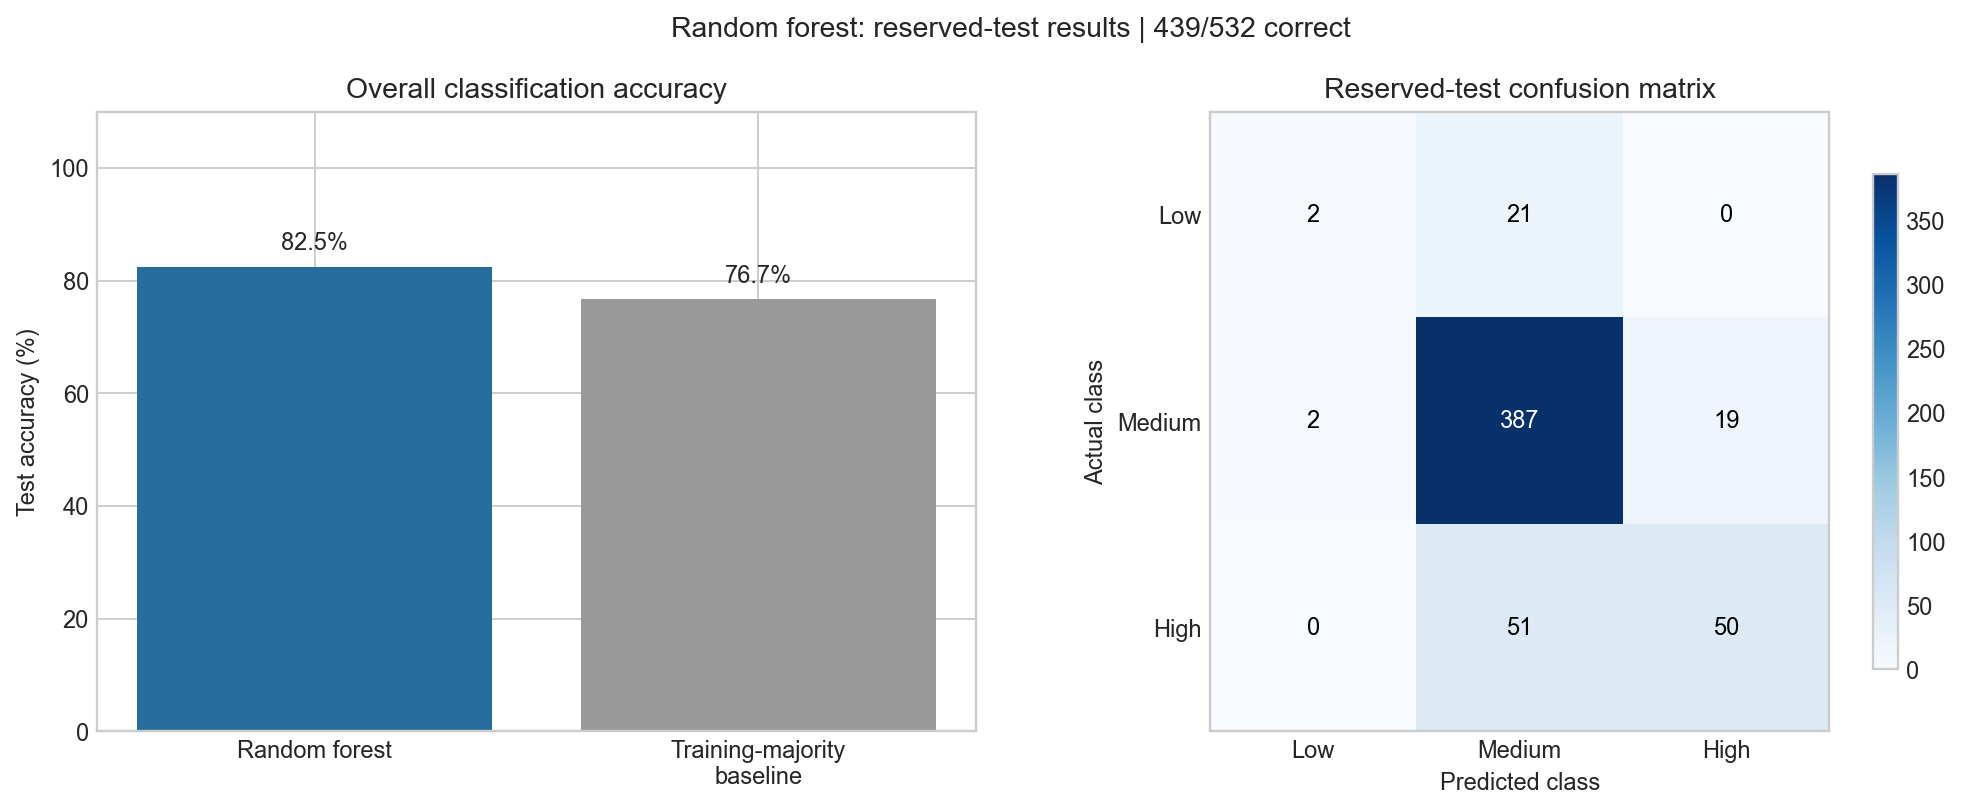 Random forest: reserved-test results | 439/532 correct
Overall classification accuracy
Test accuracy (%)
100
80
60
40
20
0
82.5%
76.7%
Random forest
Training-majority
baseline
Reserved-test confusion matrix
Actual class
Low
2
21
0
Medium
2
387
19
High
0
51
50
Low
Medium
High
Predicted class
350
300
250
200
150
100
50
0